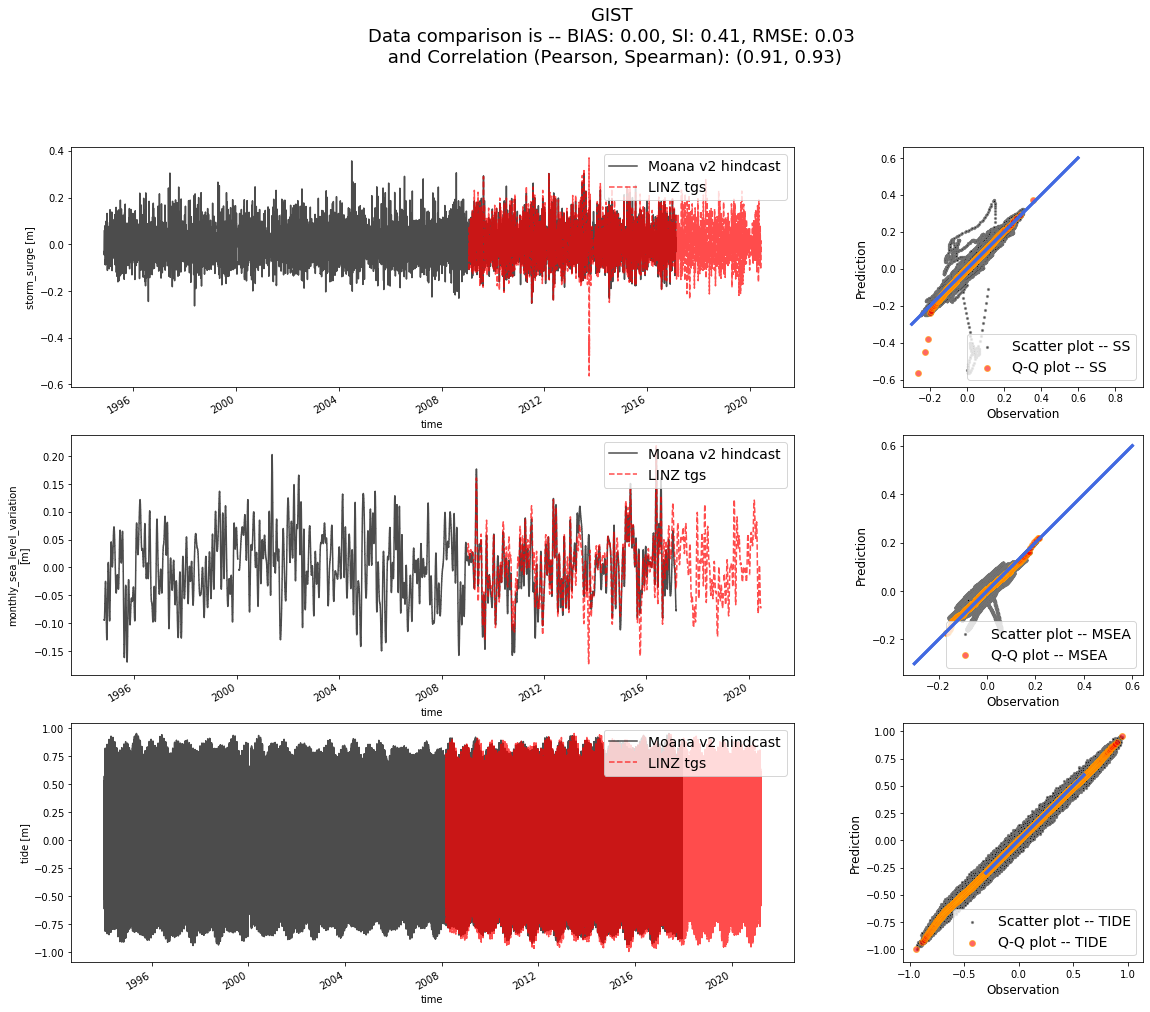 GIST
Data comparison is -- BIAS: 0.00, SI: 0.41, RMSE: 0.03
and Correlation (Pearson, Spearman): (0.91, 0.93)
storm_surge [m]
0.4
0.2
0.0
−0.2
−0.4
−0.6
Moana v2 hindcast
LINZ tgs
1996
2000
2004
2008
2012
2016
2020
time
Prediction
0.6
0.4
0.2
0.0
−0.2
−0.4
−0.6
Scatter plot -- SS
Q-Q plot -- SS
−0.2
0.0
0.2
0.4
0.6
0.8
Observation
monthly_sea_level_variation
[m]
0.20
0.15
0.10
0.05
0.00
−0.05
−0.10
−0.15
Moana v2 hindcast
LINZ tgs
1996
2000
2004
2008
2012
2016
2020
time
Prediction
0.6
0.4
0.2
0.0
−0.2
Scatter plot -- MSEA
Q-Q plot -- MSEA
−0.2
0.0
0.2
0.4
0.6
Observation
tide [m]
1.00
0.75
0.50
0.25
0.00
−0.25
−0.50
−0.75
−1.00
Moana v2 hindcast
LINZ tgs
1996
2000
2004
2008
2012
2016
2020
time
Prediction
1.00
0.75
0.50
0.25
0.00
−0.25
−0.50
−0.75
−1.00
Scatter plot -- TIDE
Q-Q plot -- TIDE
−1.0
−0.5
0.0
0.5
1.0
Observation